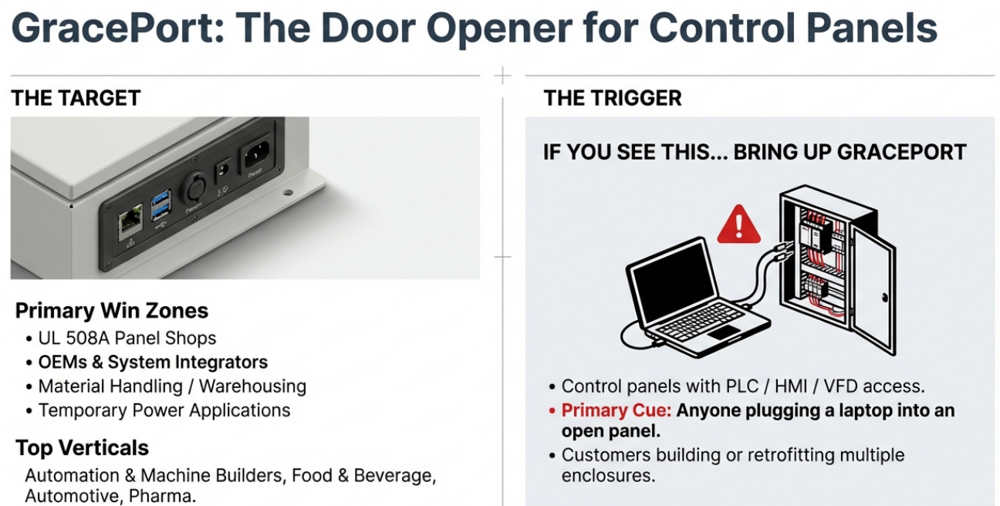 GracePort: The Door Opener for Control Panels
THE TARGET
Primary Win Zones
• UL 508A Panel Shops
• OEMs & System Integrators
• Material Handling / Warehousing
• Temporary Power Applications
Top Verticals
Automation & Machine Builders, Food & Beverage,
Automotive, Pharma.
THE TRIGGER
IF YOU SEE THIS... BRING UP GRACEPORT
• Control panels with PLC / HMI / VFD access.
• Primary Cue: Anyone plugging a laptop into an
open panel.
• Customers building or retrofitting multiple
enclosures.